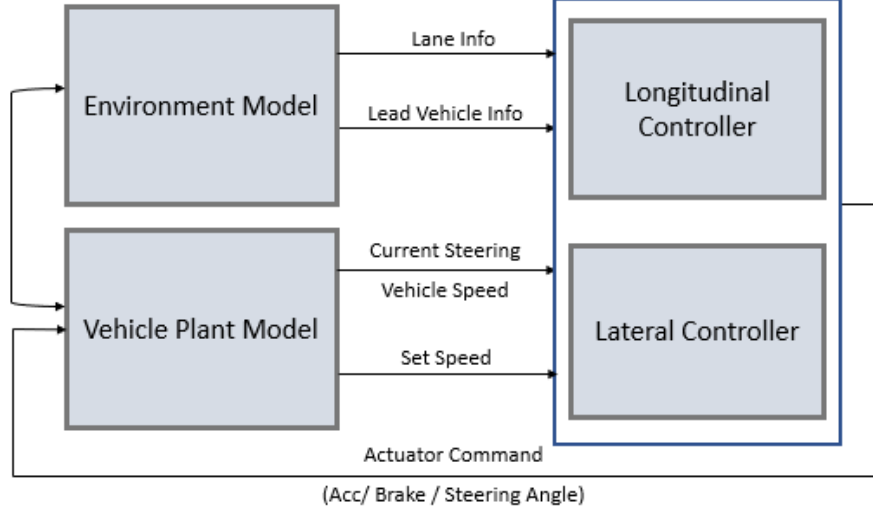 Environment Model
Lane Info
Lead Vehicle Info
Longitudinal
Controller
Vehicle Plant Model
Current Steering
Vehicle Speed
Set Speed
Lateral Controller
Actuator Command
(Acc/ Brake / Steering Angle)